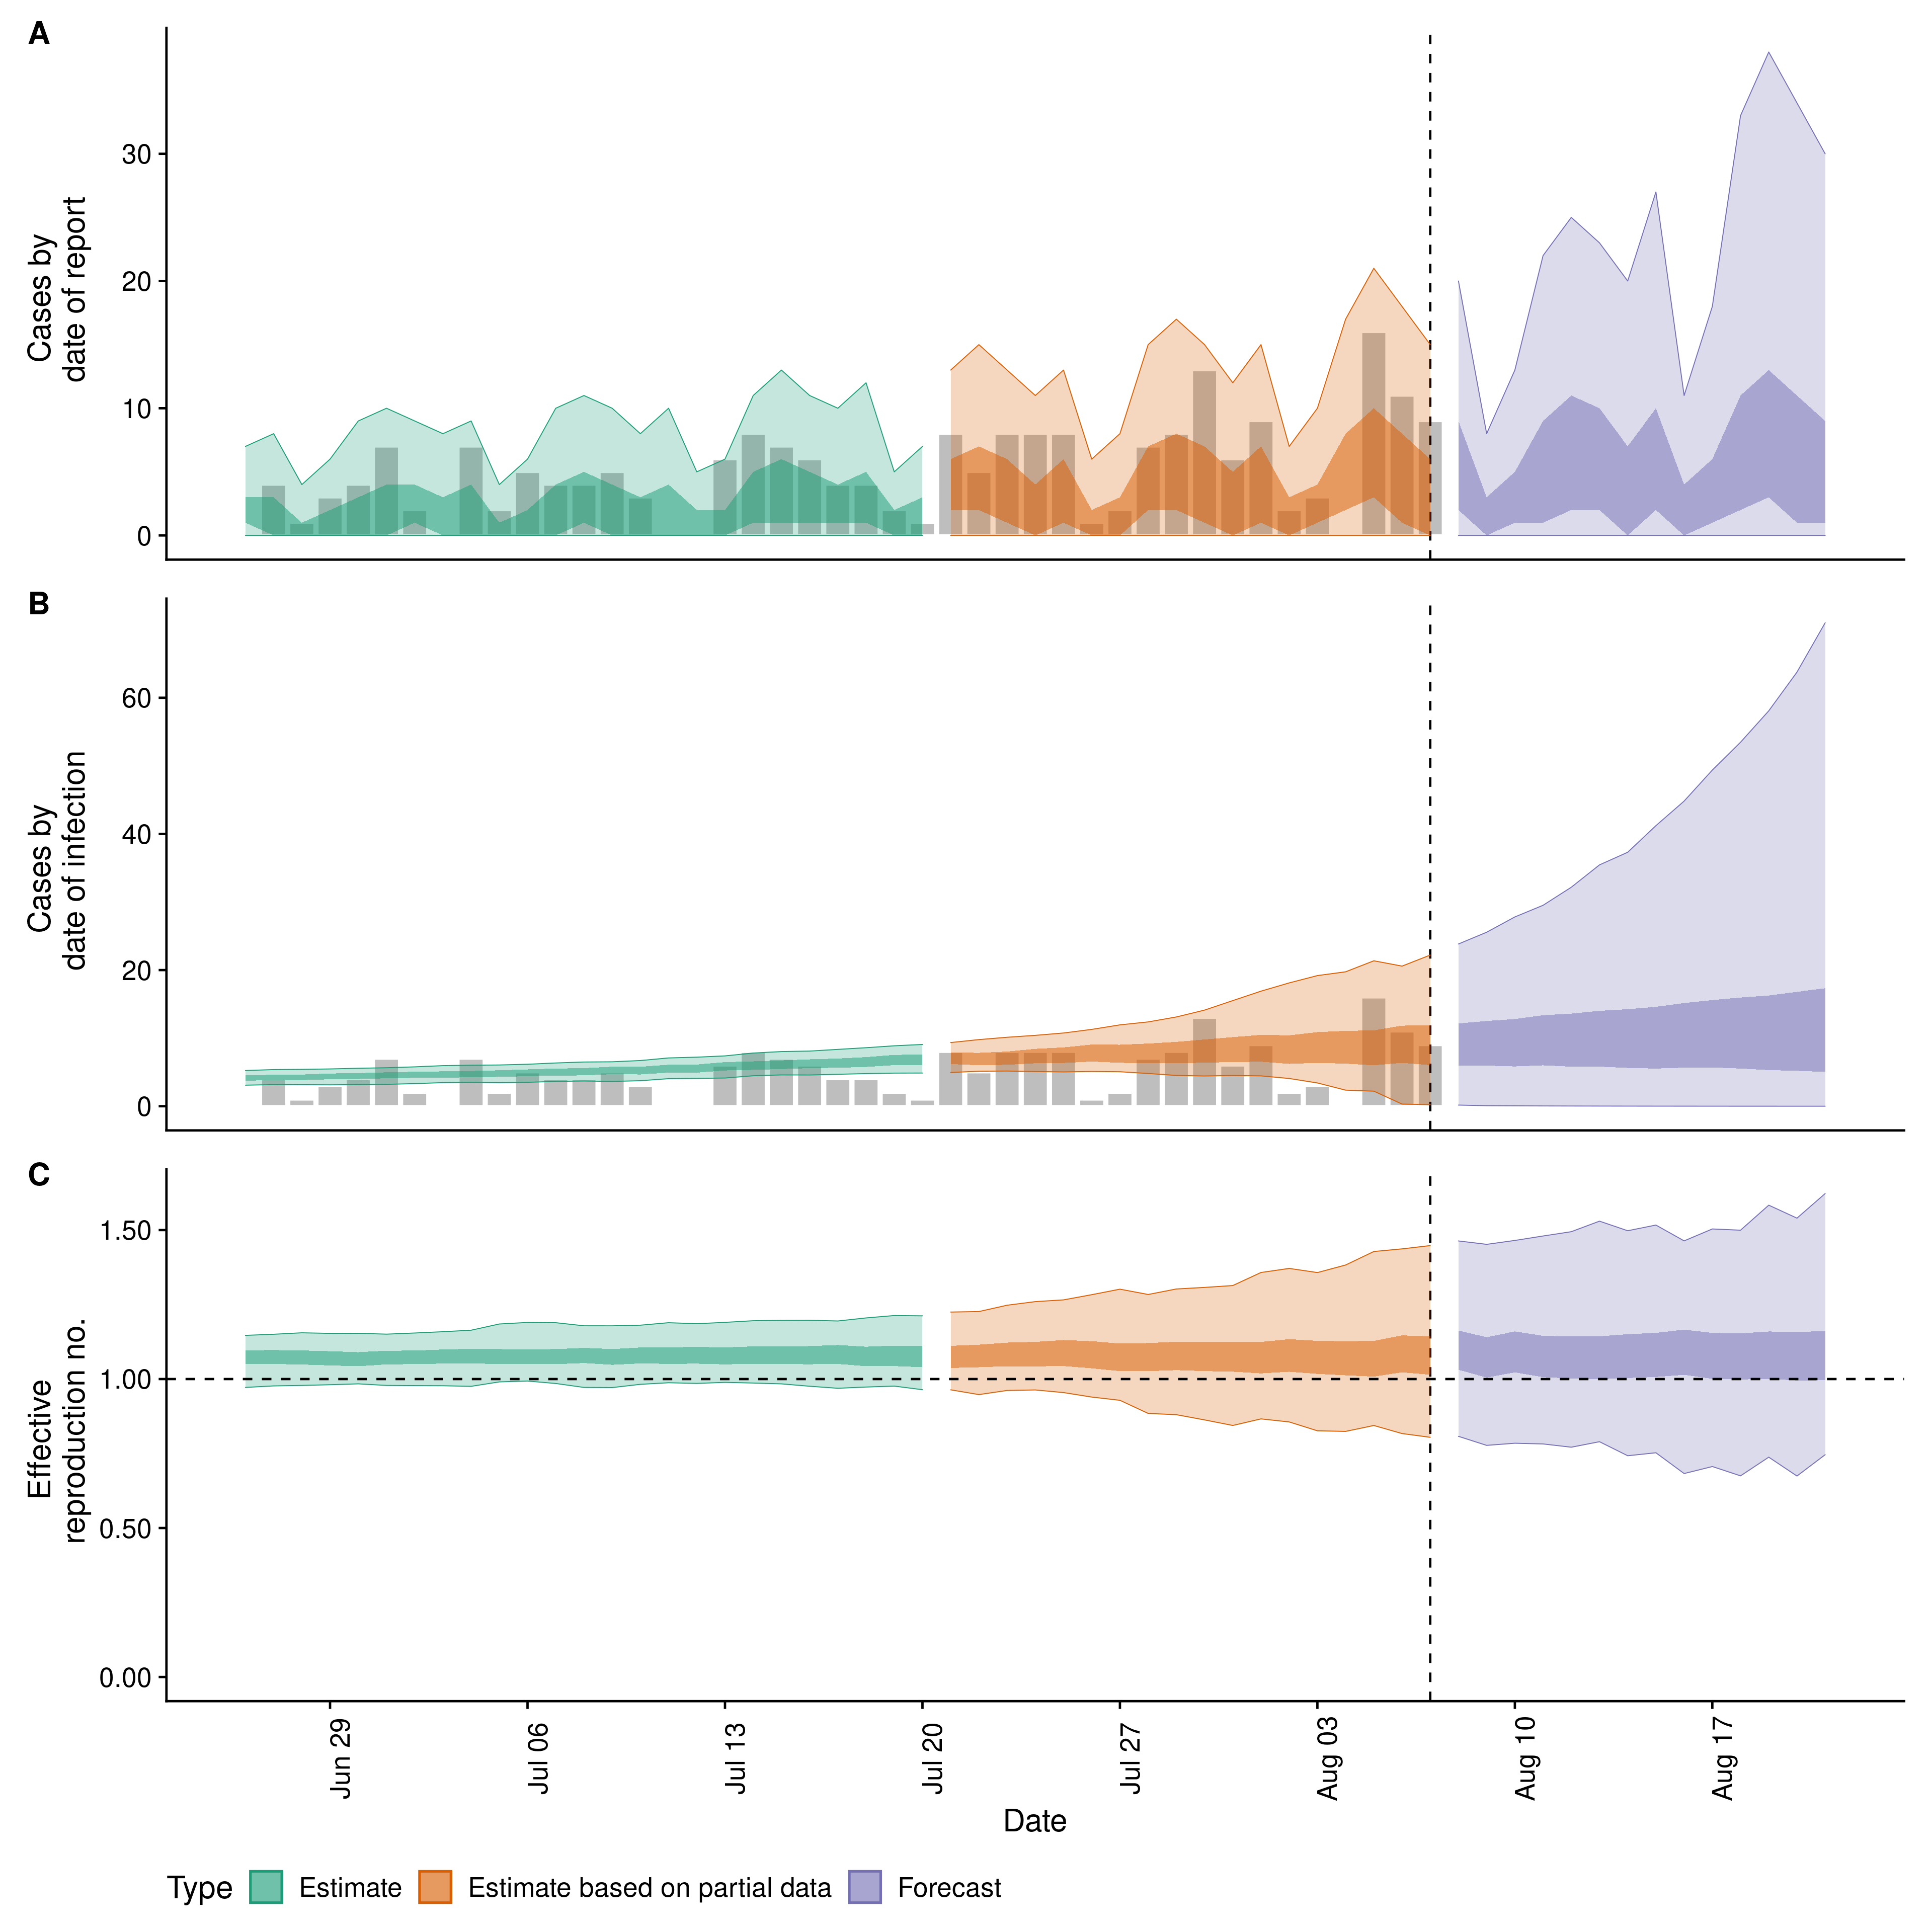 A
Cases by
date of report
30
20
10
0
B
Cases by
date of infection
60
40
20
0
C
Effective
reproduction no.
1.50
1.00
0.50
0.00
Jun 29
Jul 06
Jul 13
Jul 20
Jul 27
Aug 03
Aug 10
Aug 17
Date
Type Estimate Estimate based on partial data Forecast